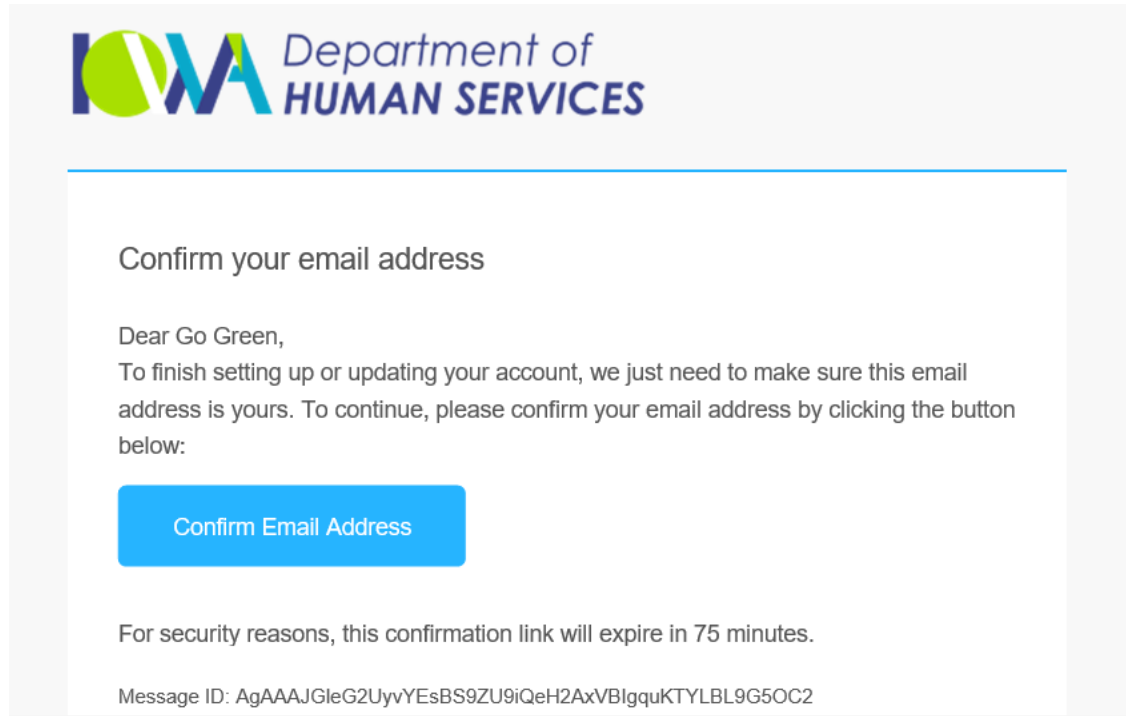 IOWA Department of
HUMAN SERVICES
Confirm your email address
Dear Go Green,
To finish setting up or updating your account, we just need to make sure this email
address is yours. To continue, please confirm your email address by clicking the button
below:
Confirm Email Address
For security reasons, this confirmation link will expire in 75 minutes.
Message ID: AgAAAJGleG2UyvYEsBS9ZU9iQeH2AxVBIgquKTYLBL9G5OC2